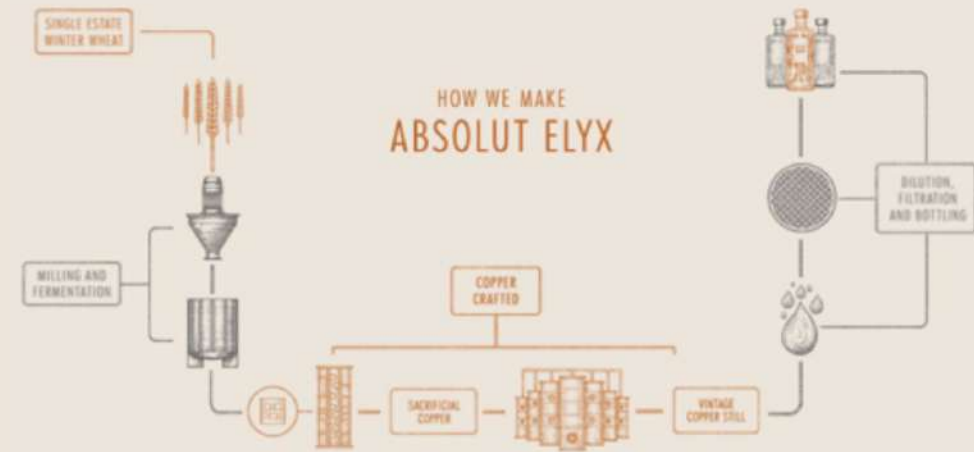 SINGLE ESTATE
WINTER WHEAT
HOW WE MAKE
ABSOLUT ELYX
DILUTION,
FILTRATION
AND BOTTLING
MILLING AND
FERMENTATION
COPPER
CRAFTED
SACRIFICIAL
COPPER
VINTAGE
COPPER STILL